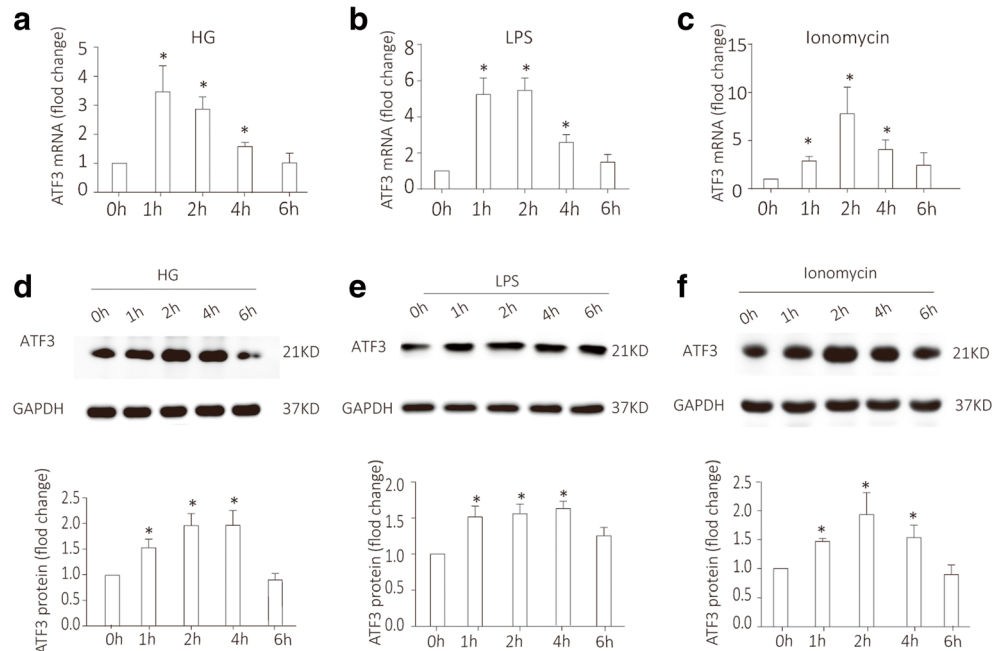 a
HG
ATF3 mRNA (flod change)
5
4
3
2
1
0
0h 1h 2h 4h 6h
* * *
b
LPS
ATF3 mRNA (flod change)
8
6
4
2
0
0h 1h 2h 4h 6h
* * *
c
Ionomycin
ATF3 mRNA (flod change)
15
10
5
0
0h 1h 2h 4h 6h
* * *
d
HG
0h 1h 2h 4h 6h
ATF3 21KD
GAPDH 37KD
ATF3 protein (flod change)
2.5
2.0
1.5
1.0
0.5
0.0
0h 1h 2h 4h 6h
* * *
e
LPS
0h 1h 2h 4h 6h
ATF3 21KD
GAPDH 37KD
ATF3 protein (flod change)
2.0
1.5
1.0
0.5
0.0
0h 1h 2h 4h 6h
* * *
f
Ionomycin
0h 1h 2h 4h 6h
ATF3 21KD
GAPDH 37KD
ATF3 protein (flod change)
2.5
2.0
1.5
1.0
0.5
0.0
0h 1h 2h 4h 6h
* * *